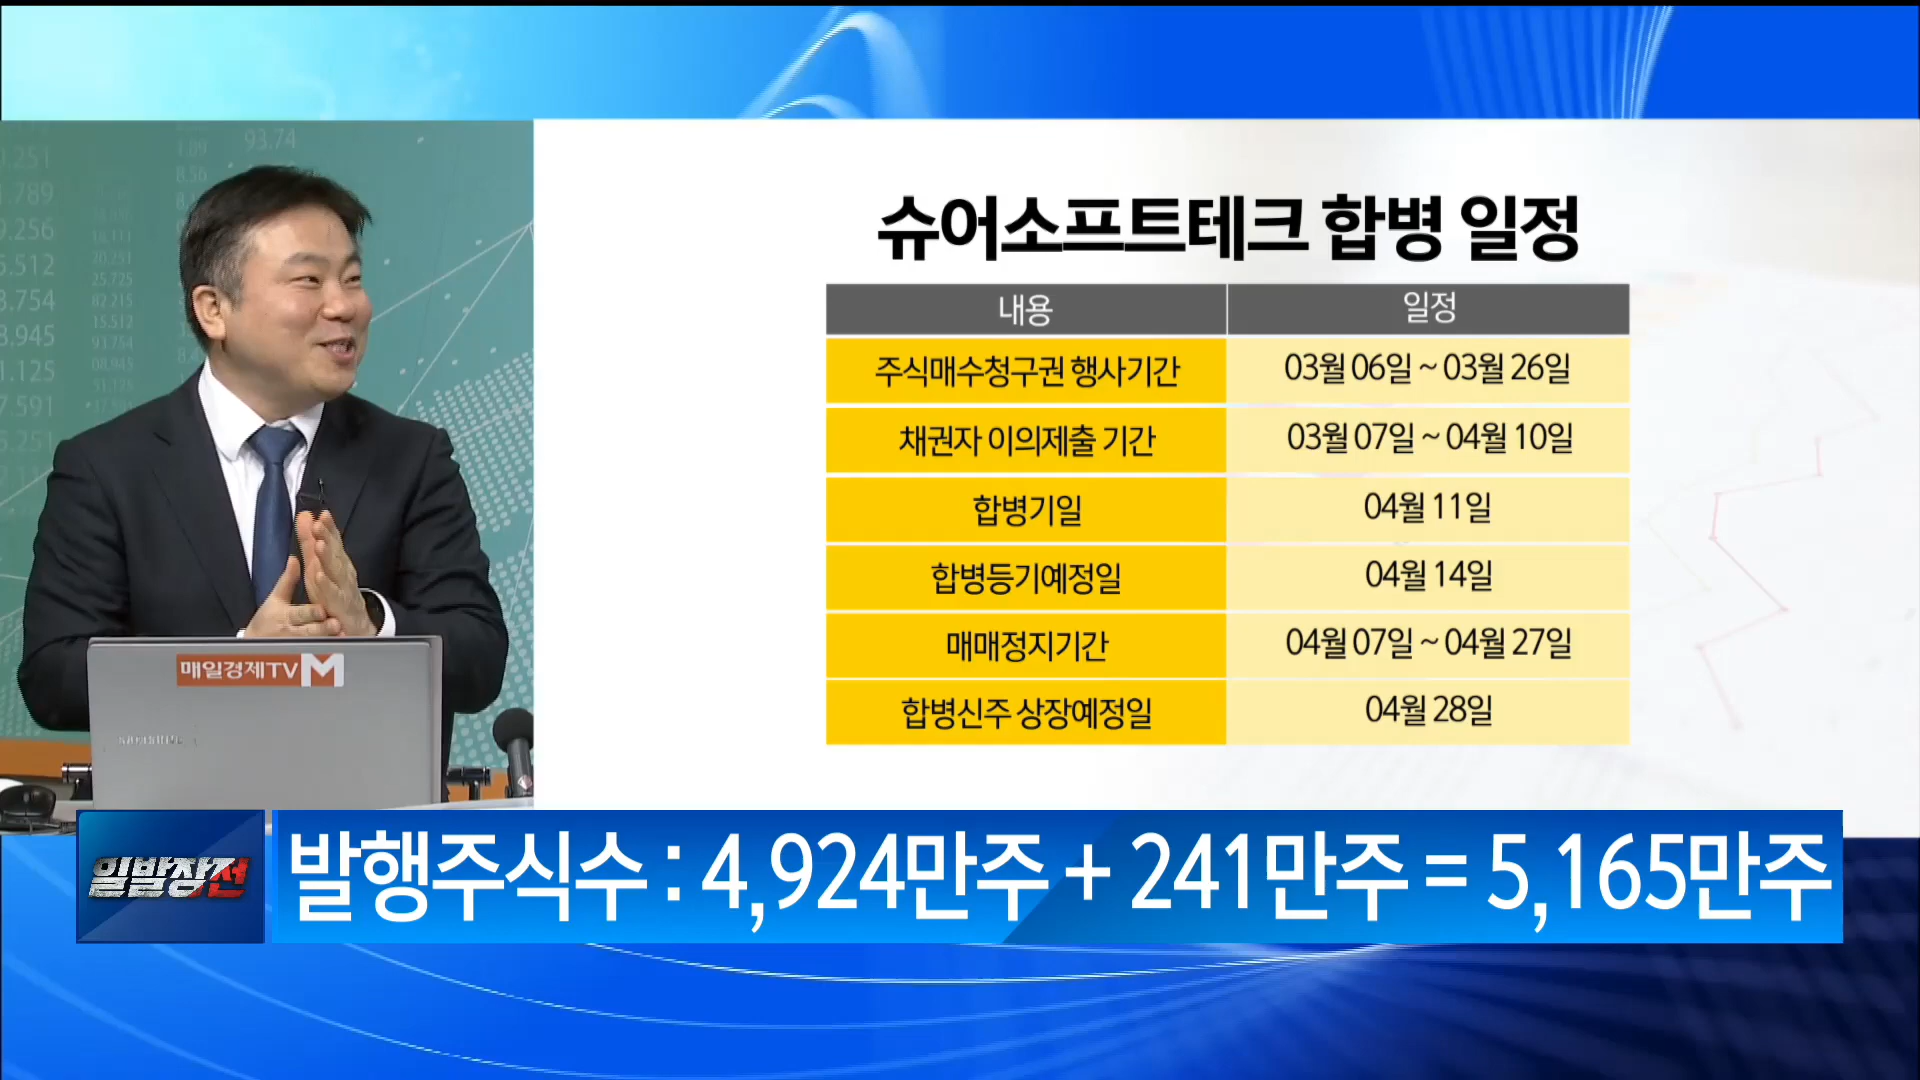 93.74
슈어소프트테크 합병 일정
내용 일정
주식매수청구권 행사기간 03월 06일 ~ 03월 26일
채권자 이의제출 기간 03월 07일 ~ 04월 10일
합병기일 04월 11일
합병등기예정일 04월 14일
매매정지기간 04월 07일 ~ 04월 27일
합병신주 상장예정일 04월 28일
매일경제TV M
일발장전
발행주식수 : 4,924만주 + 241만주 = 5,165만주